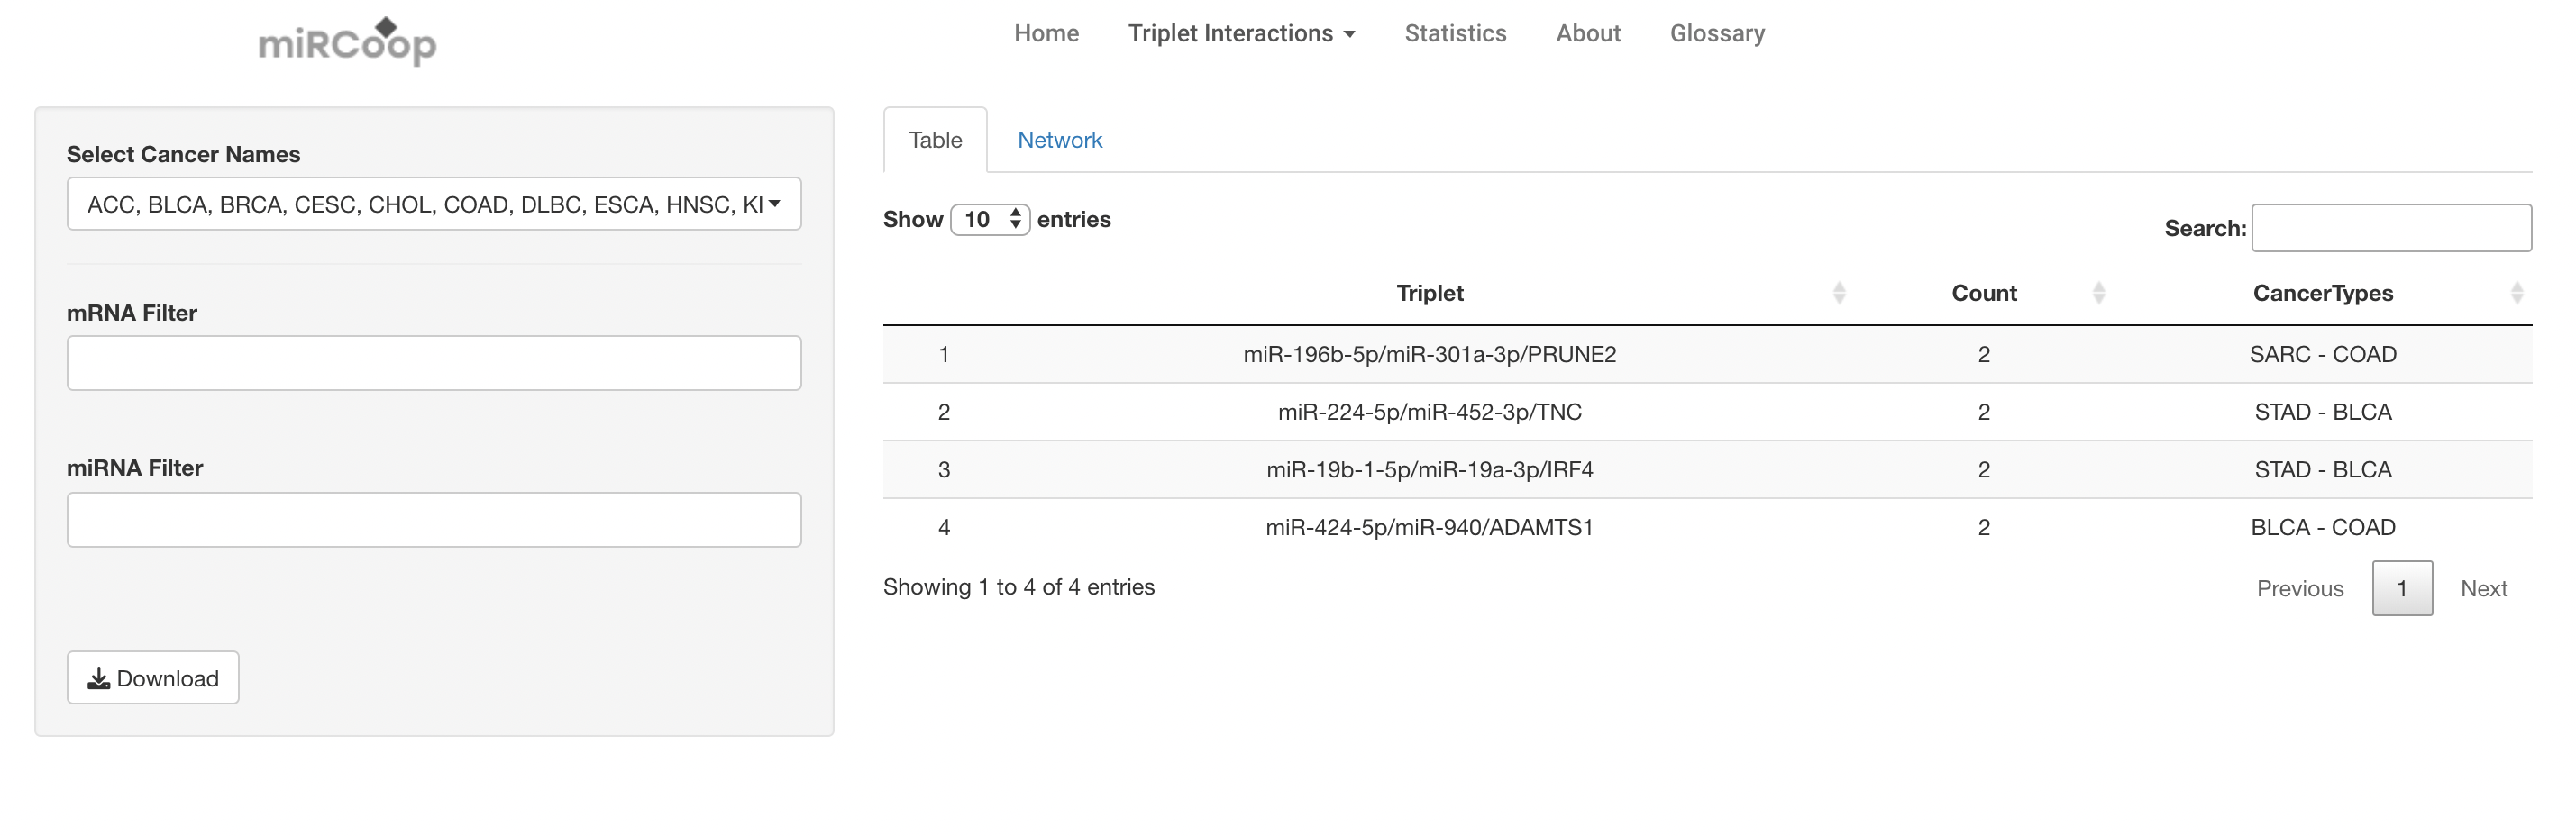 miRCoop
Home Triplet Interactions Statistics About Glossary
Select Cancer Names
ACC, BLCA, BRCA, CESC, CHOL, COAD, DLBC, ESCA, HNSC, KI
mRNA Filter
miRNA Filter
Download
Table Network
Show 10 entries
Search:
Triplet Count CancerTypes
1 miR-196b-5p/miR-301a-3p/PRUNE2 2 SARC - COAD
2 miR-224-5p/miR-452-3p/TNC 2 STAD - BLCA
3 miR-19b-1-5p/miR-19a-3p/IRF4 2 STAD - BLCA
4 miR-424-5p/miR-940/ADAMTS1 2 BLCA - COAD
Showing 1 to 4 of 4 entries
Previous 1 Next